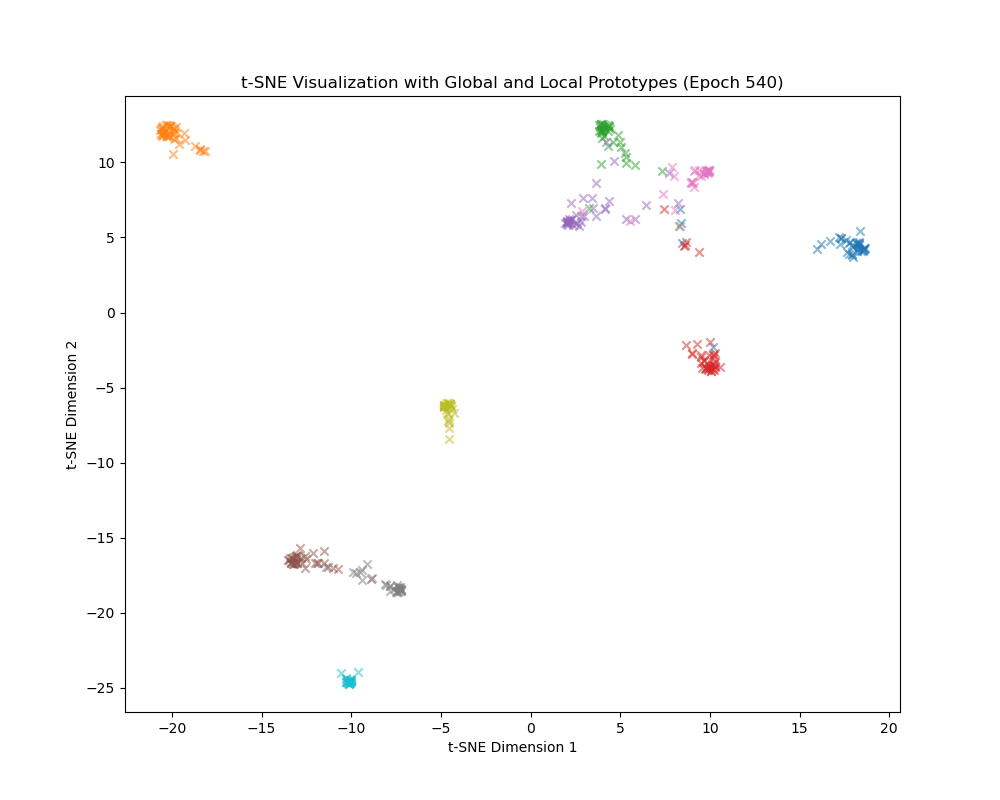 t-SNE Visualization with Global and Local Prototypes (Epoch 540)
10
5
0
−5
−10
−15
−20
−25
t-SNE Dimension 2
−20 −15 −10 −5 0 5 10 15 20
t-SNE Dimension 1